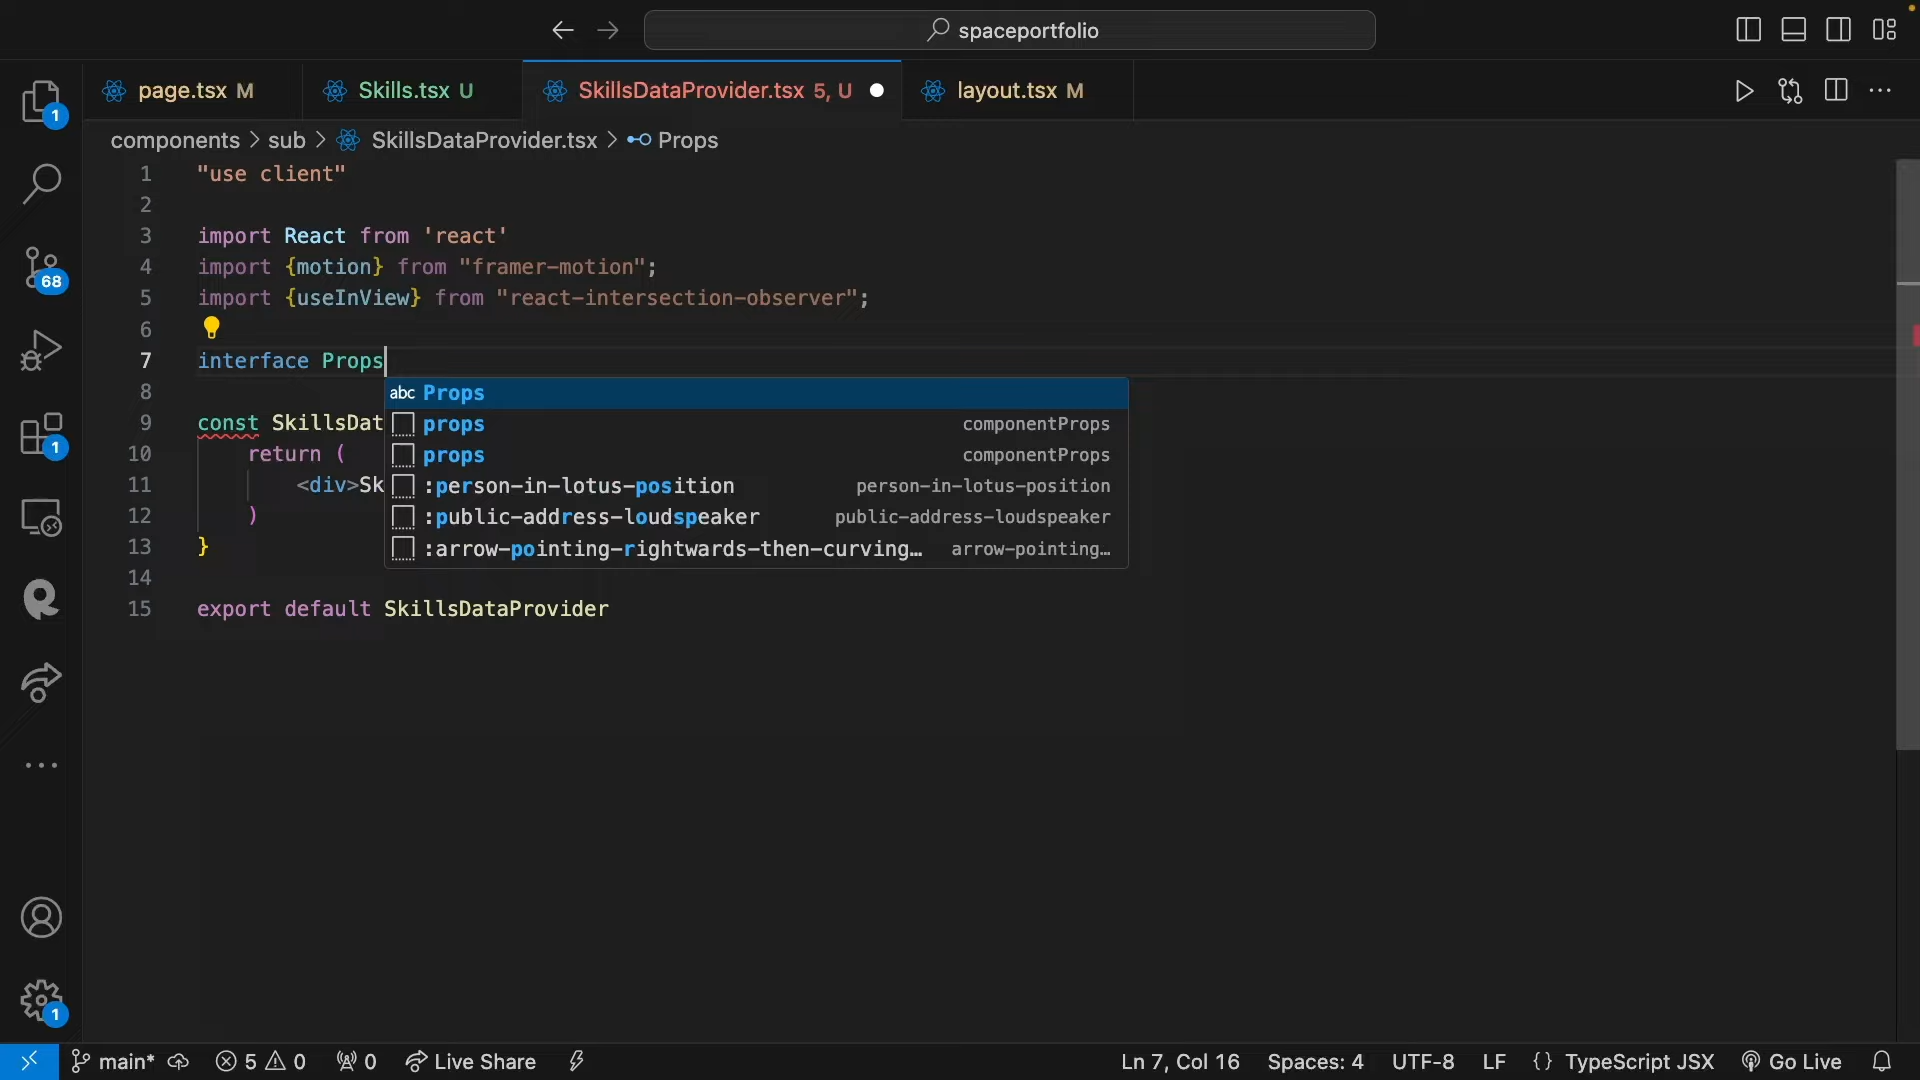 spaceportfolio
page.tsx M
Skills.tsx U
SkillsDataProvider.tsx 5, U
layout.tsx M
components > sub > SkillsDataProvider.tsx > Props
1 "use client"
2
3 import React from 'react'
4 import {motion} from "framer-motion";
5 import {useInView} from "react-intersection-observer";
6
7 interface Props
8
9 const SkillsDat
10 return (
11 <div>Sk
12 )
13 }
14
15 export default SkillsDataProvider
abc Props
props componentProps
props componentProps
:person-in-lotus-position person-in-lotus-position
:public-address-loudspeaker public-address-loudspeaker
:arrow-pointing-rightwards-then-curving… arrow-pointing…
1
68
1
1
main* 5 0 0 Live Share Ln 7, Col 16 Spaces: 4 UTF-8 LF {} TypeScript JSX Go Live